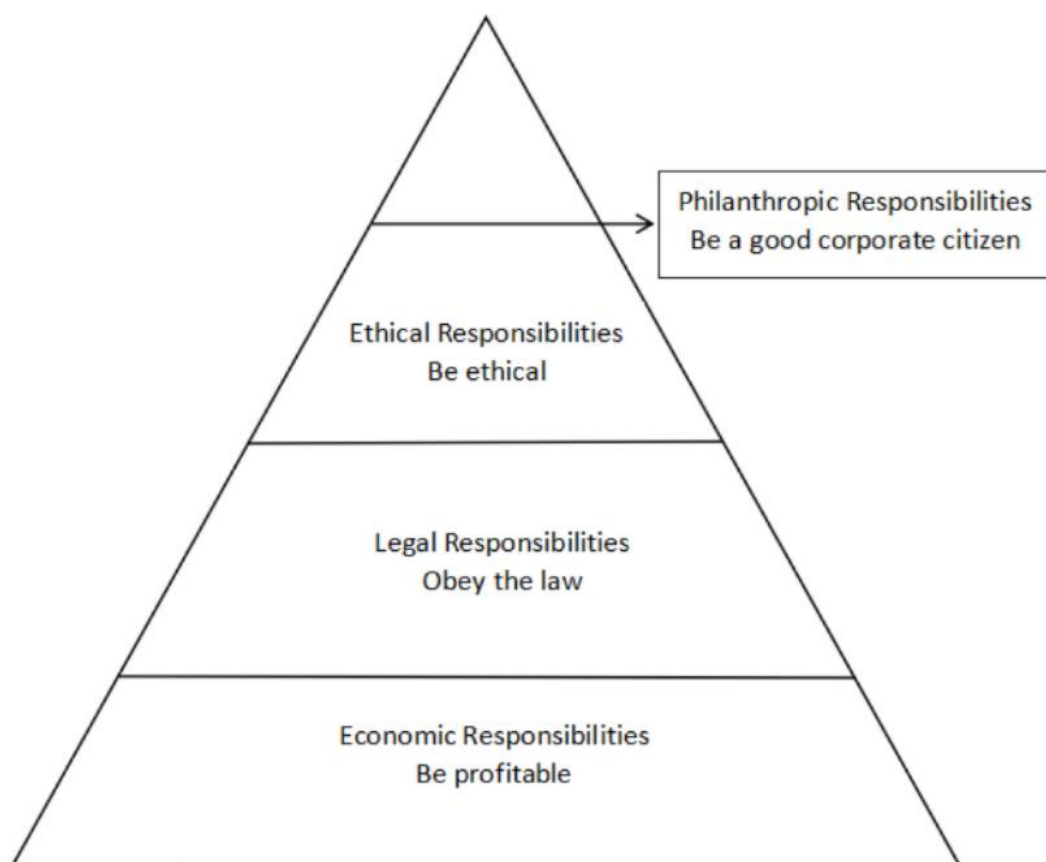 Philanthropic Responsibilities
Be a good corporate citizen
Ethical Responsibilities
Be ethical
Legal Responsibilities
Obey the law
Economic Responsibilities
Be profitable